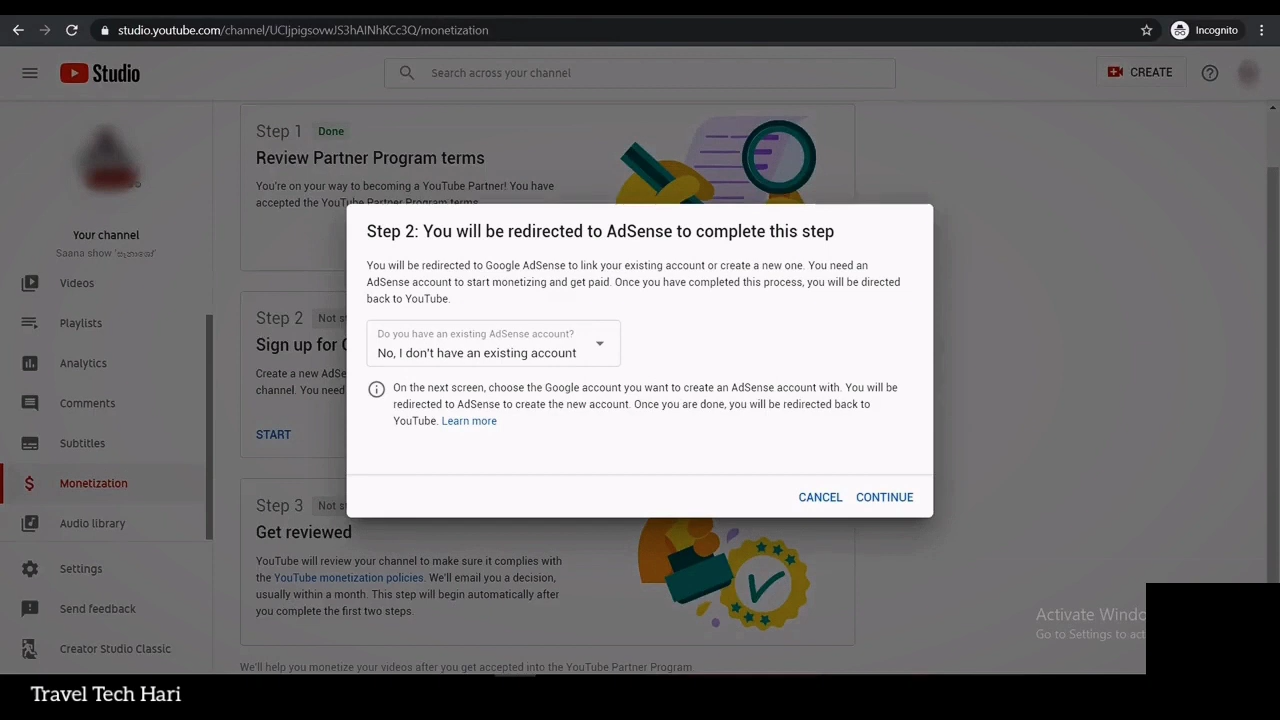 studio.youtube.com/channel/UCljpigsovwJS3hAlNhKCc3Q/monetization
Incognito
Studio
Search across your channel
CREATE
Step 1 Done
Review Partner Program terms
You're on your way to becoming a YouTube Partner! You have
accepted the YouTube Partner Program terms
Your channel
Saana show
Videos
Playlists
Analytics
Comments
Subtitles
Monetization
Audio library
Settings
Send feedback
Creator Studio Classic
Step 2 Not s
Sign up for G
Create a new AdSe
channel. You need
START
Step 2: You will be redirected to AdSense to complete this step
You will be redirected to Google AdSense to link your existing account or create a new one. You need an
AdSense account to start monetizing and get paid. Once you have completed this process, you will be directed
back to YouTube.
Do you have an existing AdSense account?
No, I don't have an existing account
On the next screen, choose the Google account you want to create an AdSense account with. You will be
redirected to AdSense to create the new account. Once you are done, you will be redirected back to
YouTube. Learn more
CANCEL CONTINUE
Step 3 Not s
Get reviewed
YouTube will review your channel to make sure it complies with
the YouTube monetization policies. We'll email you a decision,
usually within a month. This step will begin automatically after
you complete the first two steps.
We'll help you monetize your videos after you get accepted into the YouTube Partner Program.
Activate Windo
Go to Settings to act
Travel Tech Hari